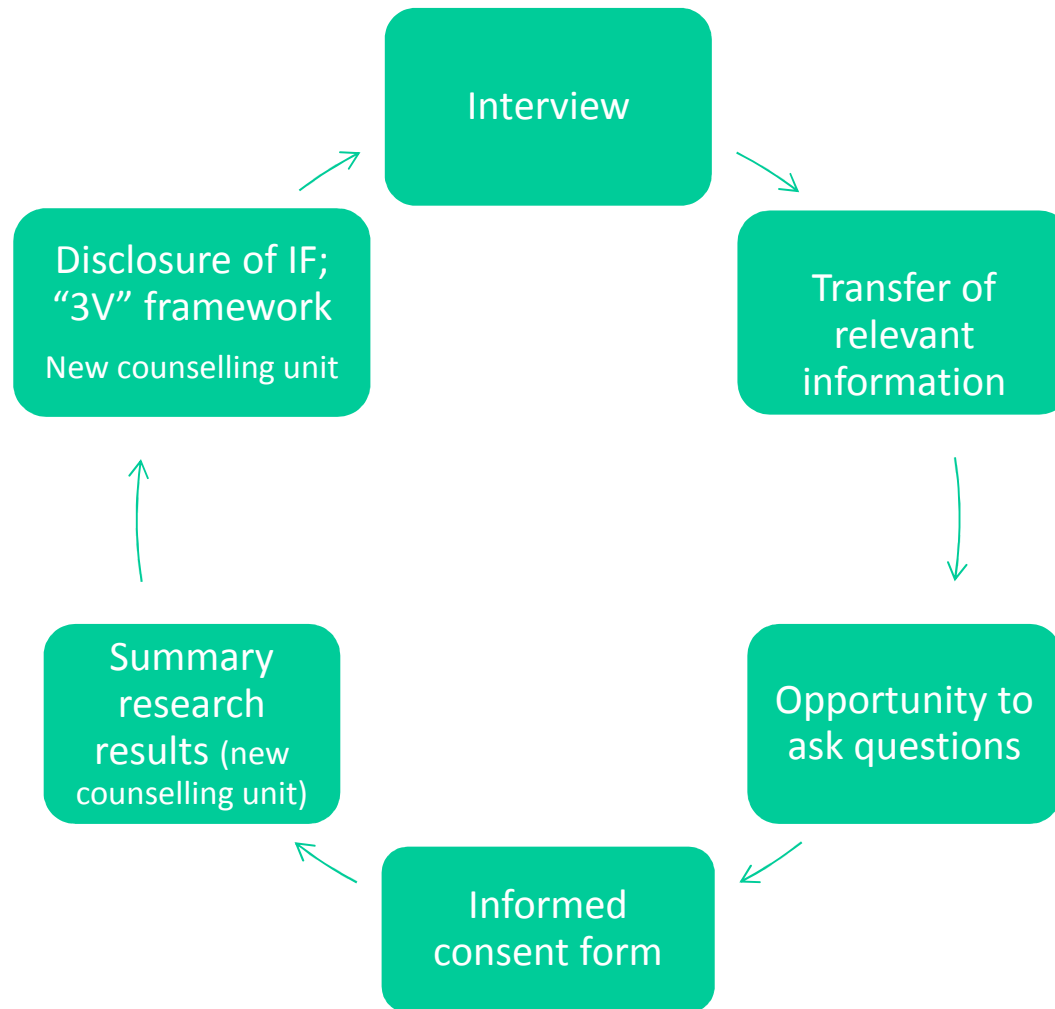 Interview
Transfer of
relevant
information
Opportunity to
ask questions
Informed
consent form
Summary
research
results (new
counselling unit)
Disclosure of IF;
“3V” framework
New counselling unit